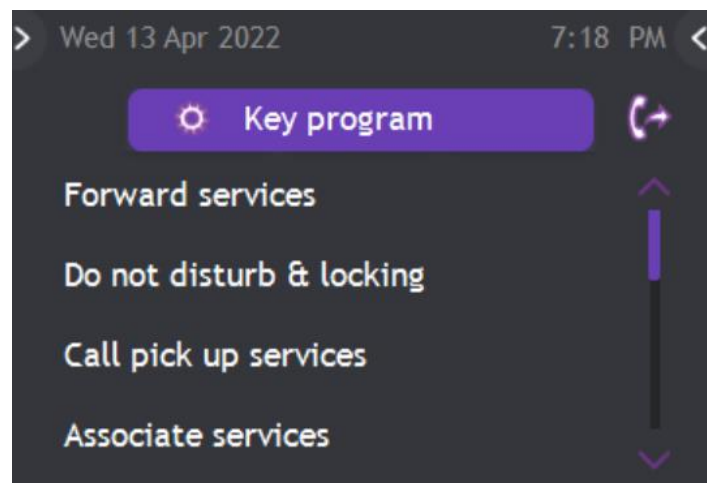 Wed 13 Apr 2022 7:18 PM
Key program
Forward services
Do not disturb & locking
Call pick up services
Associate services